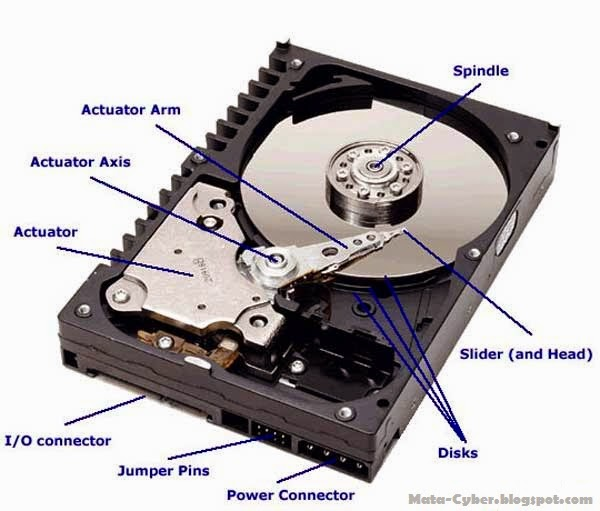 Spindle
Actuator Arm
Actuator Axis
Actuator
Slider (and Head)
I/O connector
Disks
Jumper Pins
Power Connector
Mata-Cyber.blogspot.com